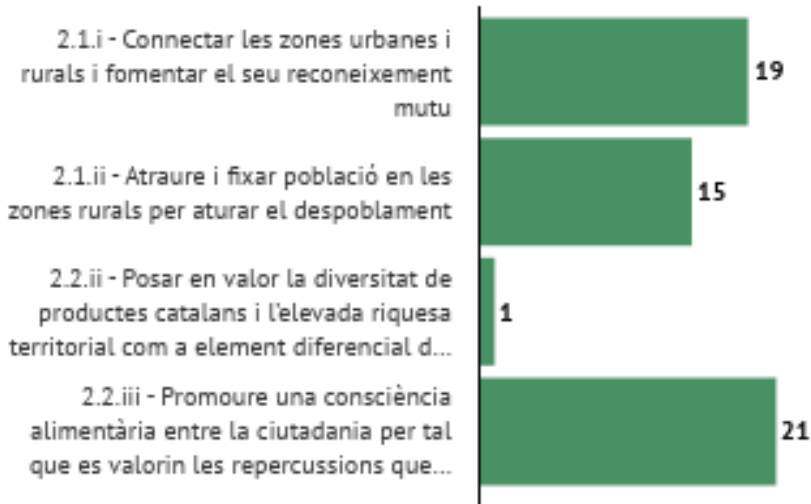 2.1.i - Connectar les zones urbanes i
rurals i fomentar el seu reconeixement
mutu
19
2.1.ii - Atraure i fixar població en les
zones rurals per aturar el despoblament
15
2.2.ii - Posar en valor la diversitat de
productes catalans i l'elevada riquesa
territorial com a element diferencial d...
1
2.2.iii - Promoure una consciència
alimentària entre la ciutadania per tal
que es valorin les repercussions que...
21